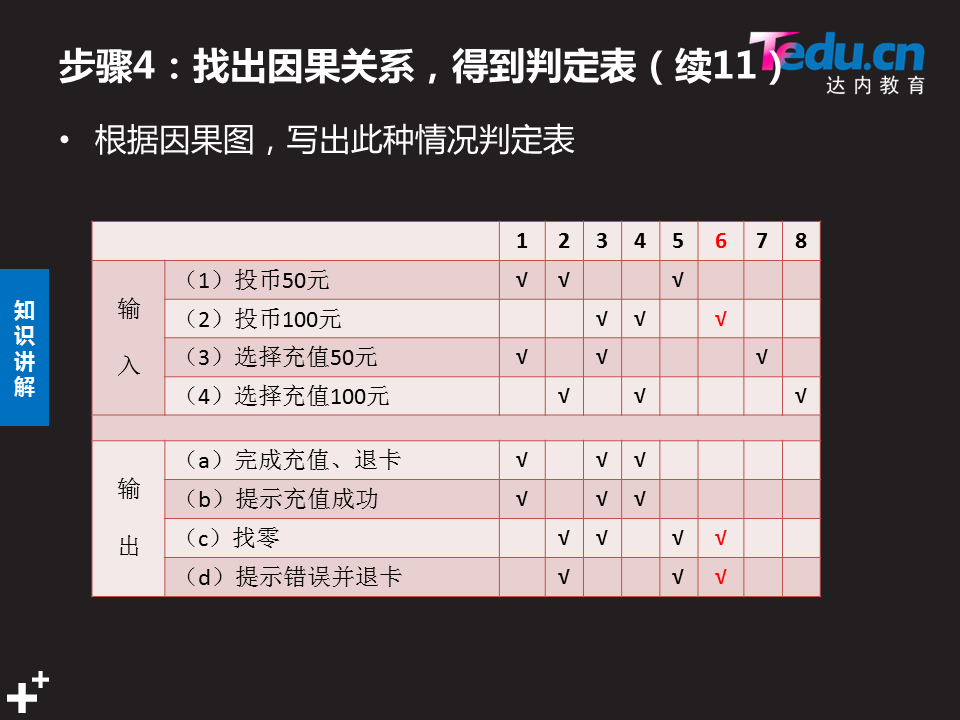 步骤4：找出因果关系，得到判定表（续11）
Tedu.cn
达内教育
• 根据因果图，写出此种情况判定表
知识讲解
1 2 3 4 5 6 7 8
输入
（1）投币50元 √ √ √
（2）投币100元 √ √ √
（3）选择充值50元 √ √ √
（4）选择充值100元 √ √ √
输出
（a）完成充值、退卡 √ √ √
（b）提示充值成功 √ √ √
（c）找零 √ √ √ √
（d）提示错误并退卡 √ √ √